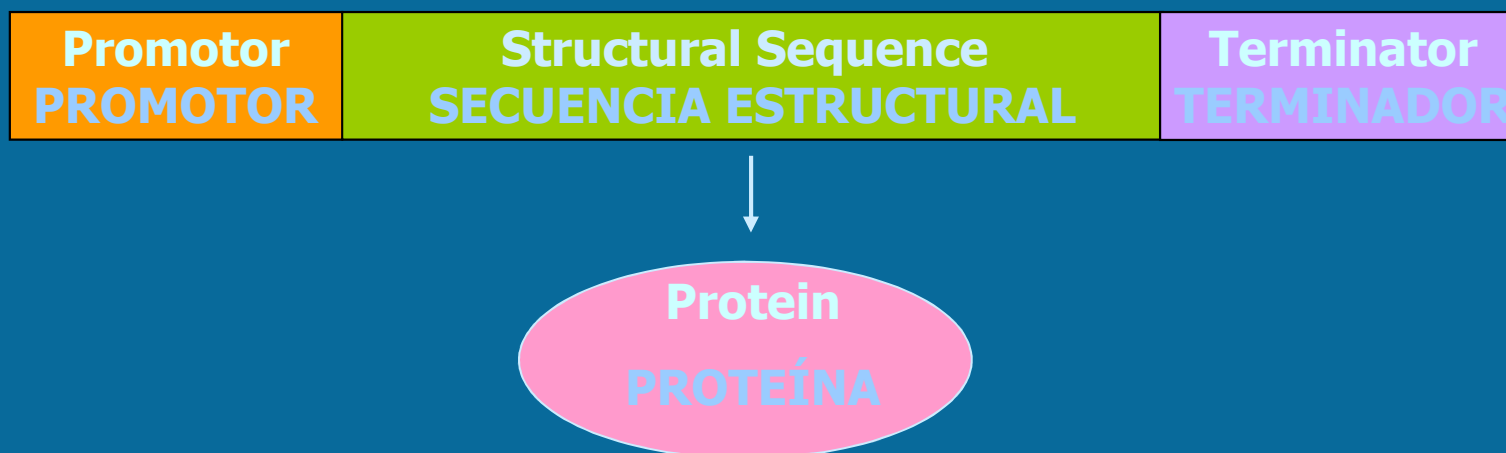 Promotor
PROMOTOR
Structural Sequence
SECUENCIA ESTRUCTURAL
Terminator
TERMINADOR
Protein
PROTEÍNA